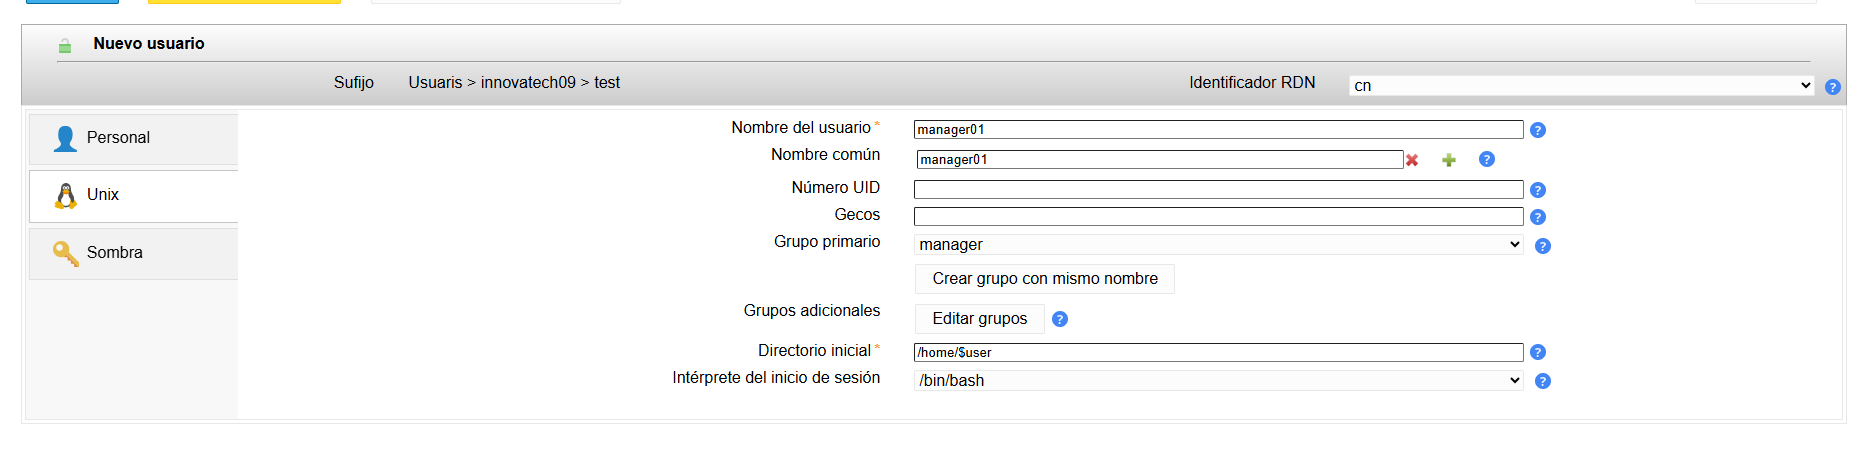 Nuevo usuario
Sufijo Usuaris > innovatech09 > test Identificador RDN cn
Personal
Unix
Sombra
Nombre del usuario * manager01
Nombre común manager01
Número UID
Gecos
Grupo primario manager
Crear grupo con mismo nombre
Grupos adicionales Editar grupos
Directorio inicial * /home/$user
Intérprete del inicio de sesión /bin/bash